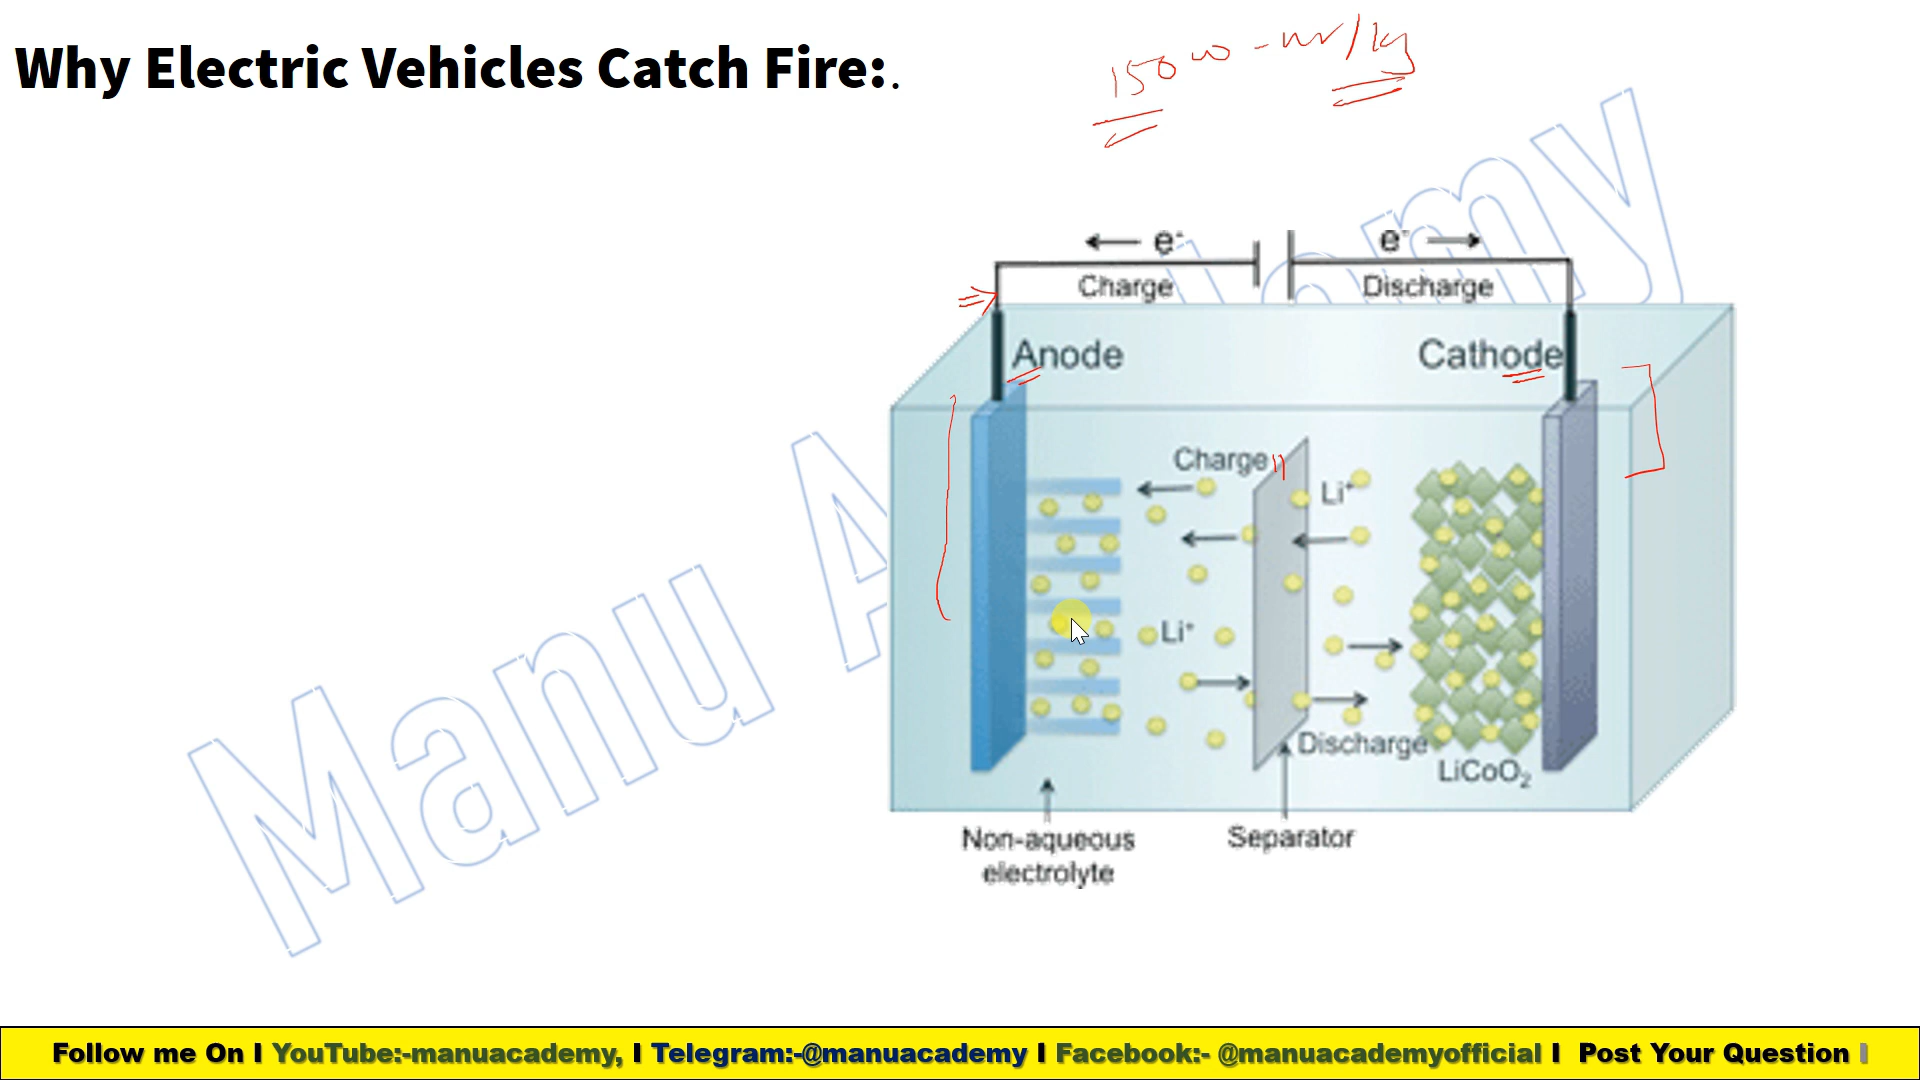 Why Electric Vehicles Catch Fire:.
150 w-hr/kg
e⁻ e⁻
Charge Discharge
Anode Cathode
Charge
Li⁺
Li⁺
Discharge
LiCoO₂
Non-aqueous
electrolyte
Separator
Manu Academy
Follow me On I YouTube:-manuacademy, I Telegram:-@manuacademy I Facebook:- @manuacademyofficial I Post Your Question I